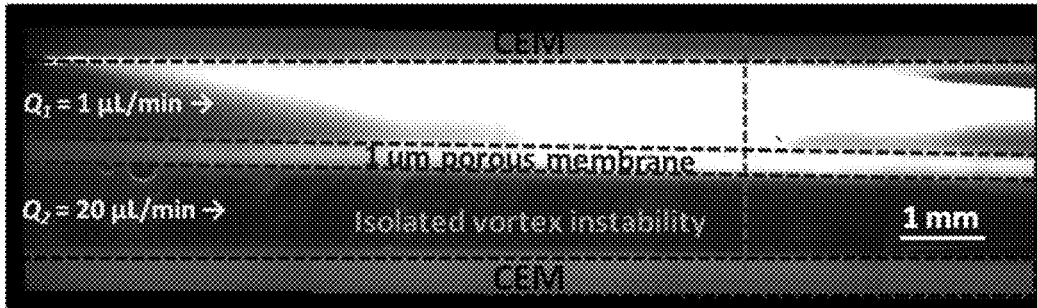 CEM
Q₁ = 1 µL/min →
1 µm porous membrane
Q₂ = 20 µL/min →
Isolated vortex instability
1 mm
CEM